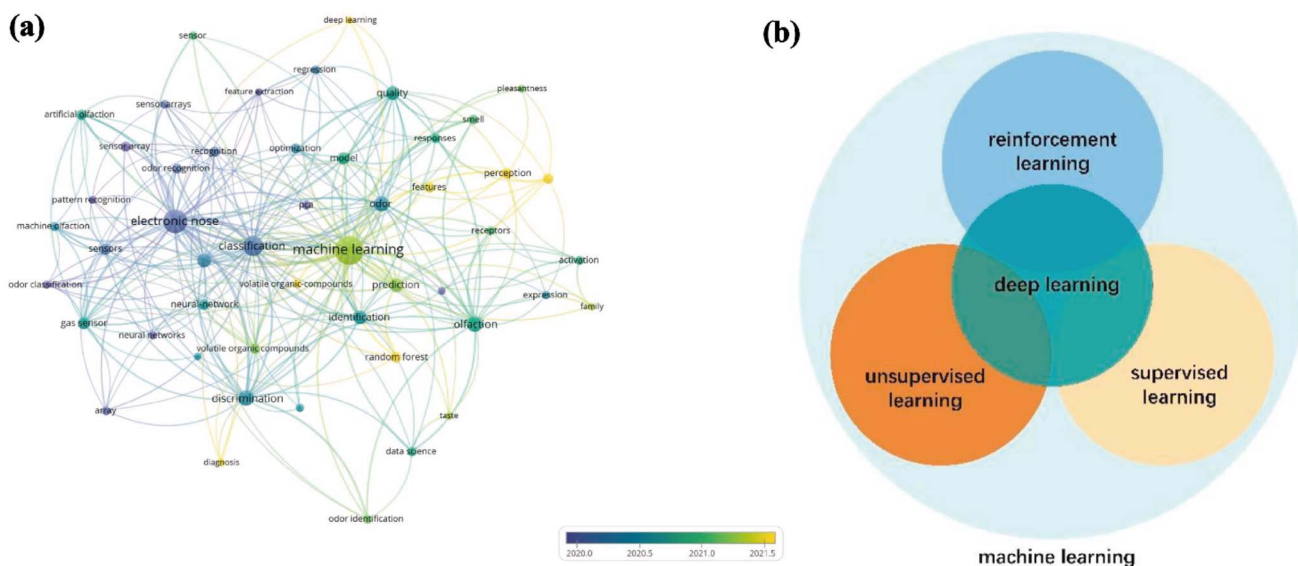 (a)
deep learning
sensor
regression
feature extraction
quality
pleasantness
sensor arrays
artificial olfaction
smell
responses
sensor array
recognition
optimization
model
odor recognition
perception
features
pattern recognition
pca
odor
electronic nose
machine olfaction
receptors
classification
machine learning
sensors
activation
odor classification
volatile organic-compounds
prediction
expression
family
neural-network
identification
gas sensor
olfaction
neural networks
volatile organic compounds
random forest
discrimination
array
taste
diagnosis
data science
odor identification
2020.0 2020.5 2021.0 2021.5
(b)
reinforcement
learning
deep learning
unsupervised
learning
supervised
learning
machine learning